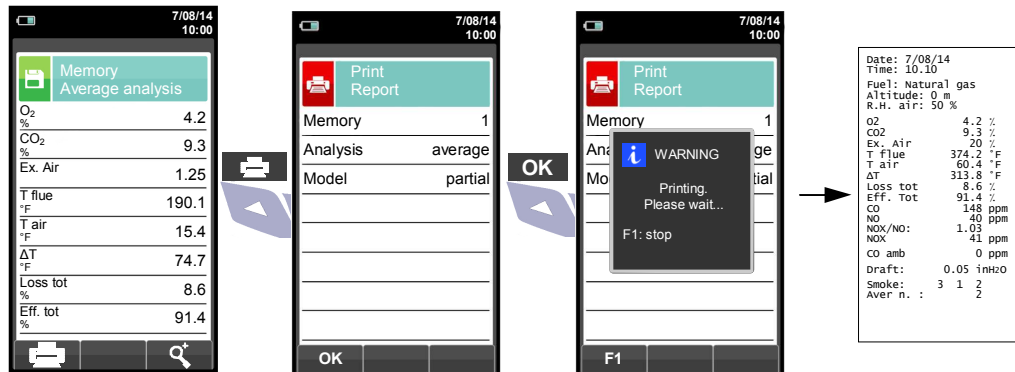 7/08/14
10:00
Memory
Average analysis
O2
% 4.2
CO2
% 9.3
Ex. Air 1.25
T flue
°F 190.1
T air
°F 15.4
ΔT
°F 74.7
Loss tot
% 8.6
Eff. tot
% 91.4
7/08/14
10:00
Print
Report
Memory 1
Analysis average
Model partial
OK
OK
7/08/14
10:00
Print
Report
Memory 1
Ana ge
Mo tial
i WARNING
Printing.
Please wait...
F1: stop
F1
Date: 7/08/14
Time: 10.10
Fuel: Natural gas
Altitude: 0 m
R.H. air: 50 %
O2 4.2 %
CO2 9.3 %
Ex. Air 20 %
T flue 374.2 °F
T air 60.4 °F
ΔT 313.8 °F
Loss tot 8.6 %
Eff. Tot 91.4 %
CO 148 ppm
NO 40 ppm
NOX/NO: 1.03
NOX 41 ppm
CO amb 0 ppm
Draft: 0.05 inH2O
Smoke: 3 1 2
Aver n. : 2